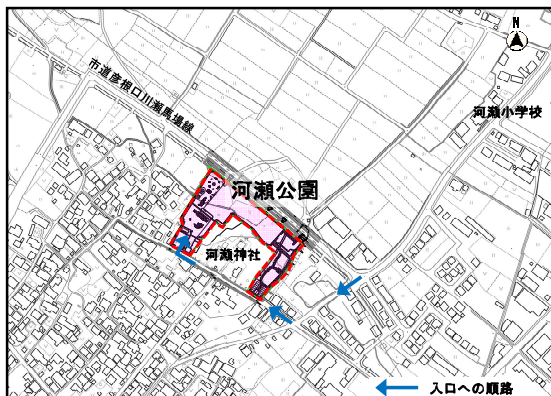 N
河瀬小学校
市道彦根口川瀬馬場線
河瀬公園
河瀬神社
入口への順路